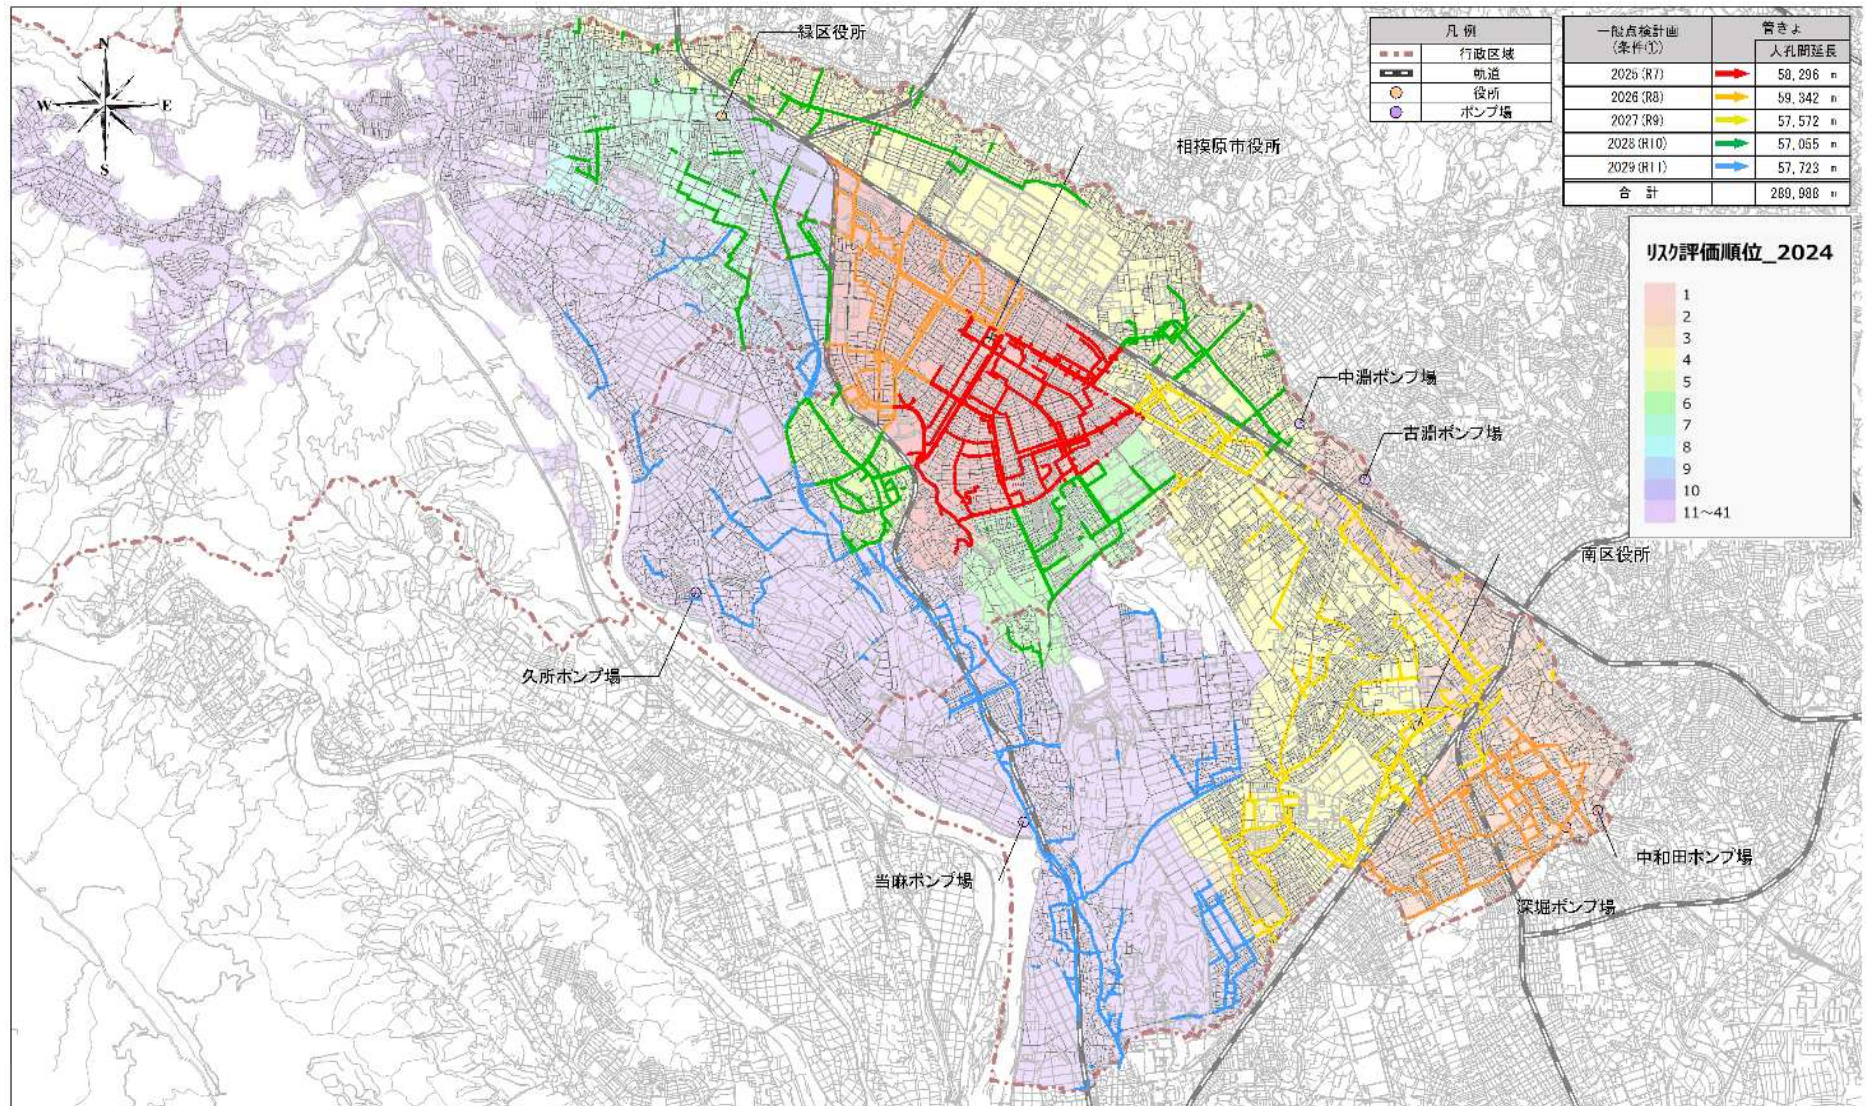 N
W
E
S
緑区役所
相模原市役所
中淵ポンプ場
古淵ポンプ場
南区役所
久所ポンプ場
当麻ポンプ場
中和田ポンプ場
深堀ポンプ場
凡 例
行政区域
軌道
役所
ポンプ場
一般点検計画 管きょ
(条件①) 人孔間延長
2025(R7) 58,296 m
2026(R8) 59,342 m
2027(R9) 57,572 m
2028(R10) 57,055 m
2029(R11) 57,723 m
合 計 289,988 m
リスク評価順位_2024
1
2
3
4
5
6
7
8
9
10
11~41